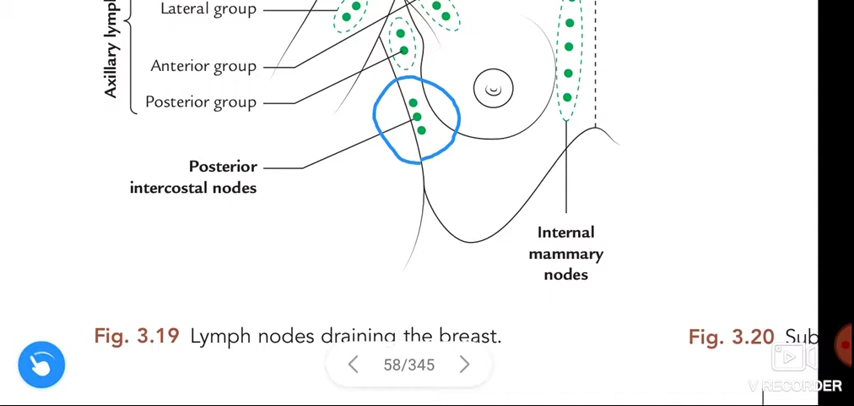 Axillary lymph
Lateral group
Anterior group
Posterior group
Posterior
intercostal nodes
Internal
mammary
nodes
Fig. 3.19 Lymph nodes draining the breast.
Fig. 3.20 Sub
58/345
V RECORDER